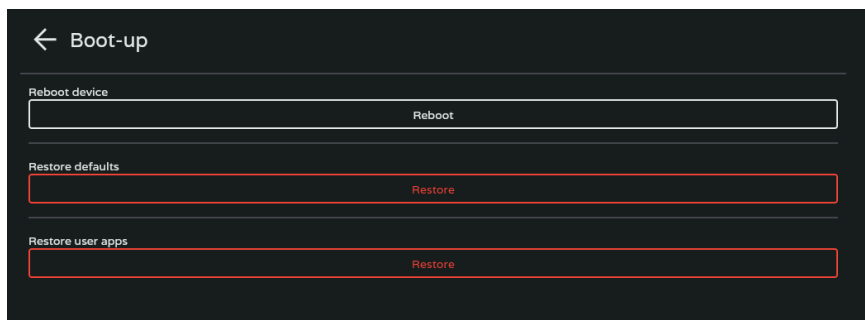 Boot-up
Reboot device
Reboot
Restore defaults
Restore
Restore user apps
Restore